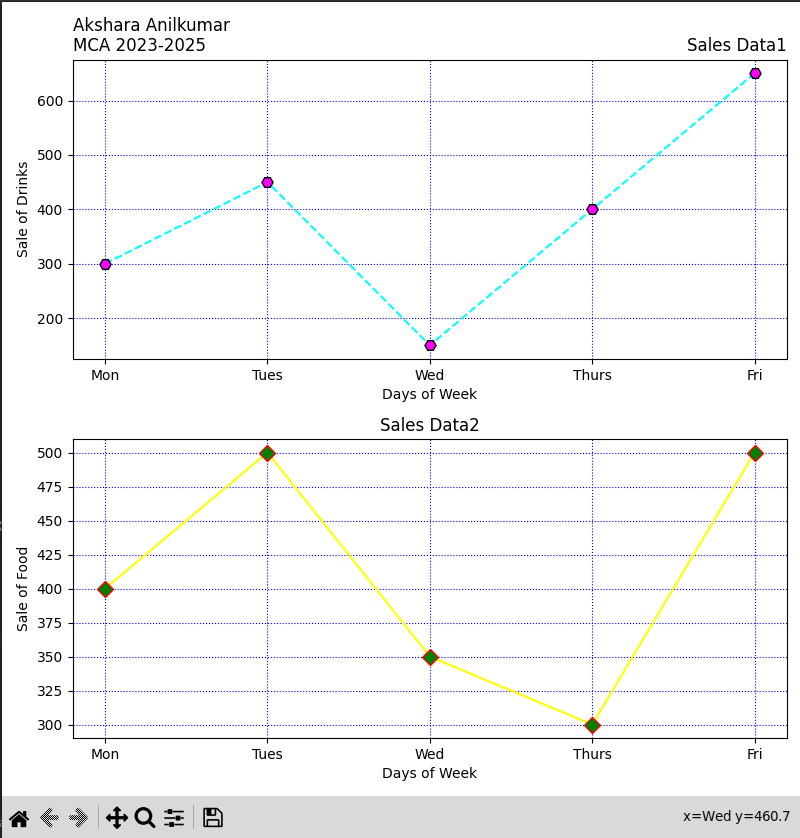 Akshara Anilkumar
MCA 2023-2025
Sales Data1
600
500
400
300
200
Sale of Drinks
Mon Tues Wed Thurs Fri
Days of Week
Sales Data2
500
475
450
425
400
375
350
325
300
Sale of Food
Mon Tues Wed Thurs Fri
Days of Week
x=Wed y=460.7